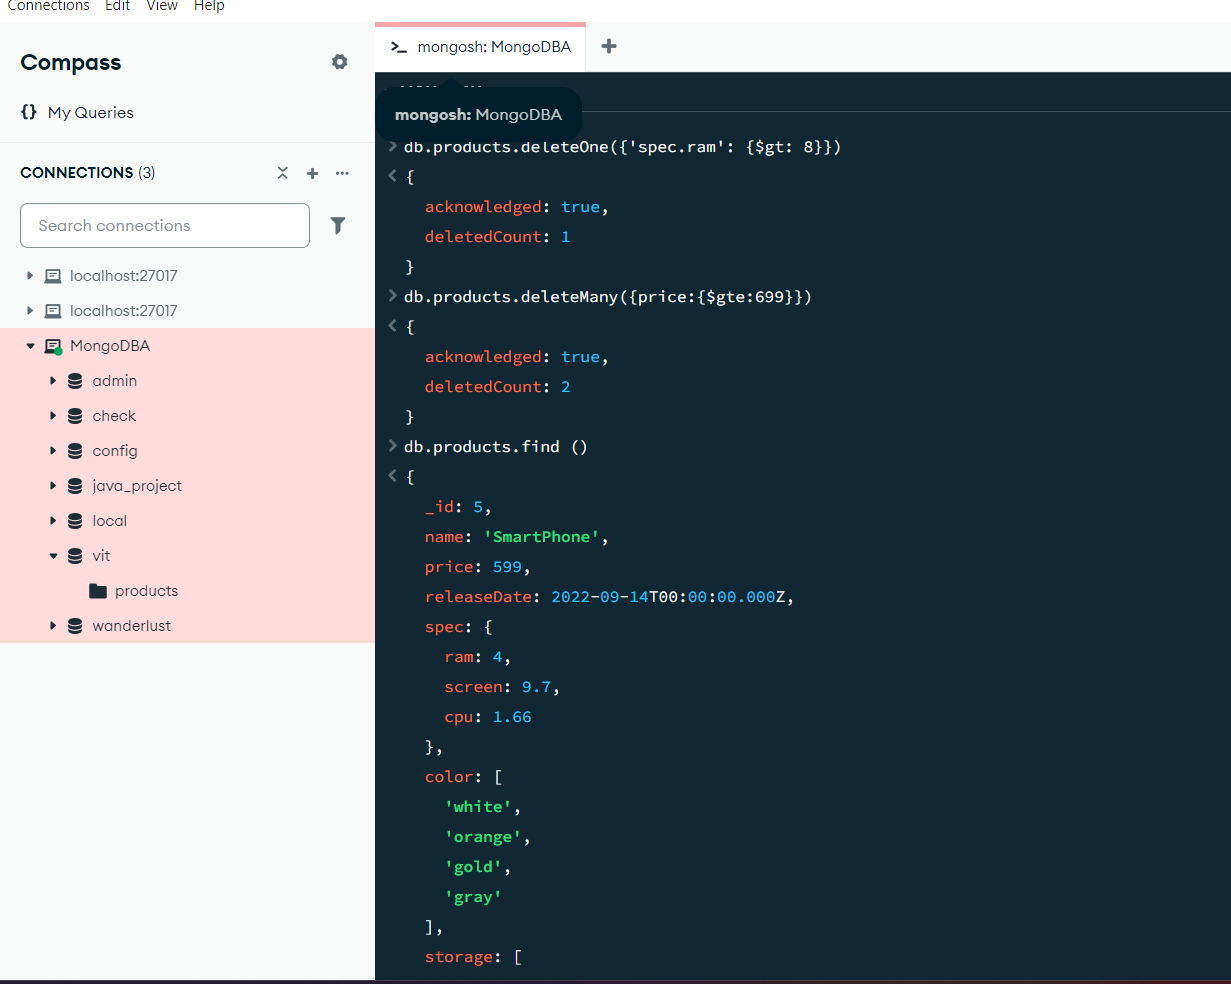 Connections Edit View Help
Compass
My Queries
CONNECTIONS (3)
Search connections
localhost:27017
localhost:27017
MongoDBA
admin
check
config
java_project
local
vit
products
wanderlust
>_ mongosh: MongoDBA +
mongosh: MongoDBA
> db.products.deleteOne({'spec.ram': {$gt: 8}})
< {
acknowledged: true,
deletedCount: 1
}
> db.products.deleteMany({price:{$gte:699}})
< {
acknowledged: true,
deletedCount: 2
}
> db.products.find ()
< {
_id: 5,
name: 'SmartPhone',
price: 599,
releaseDate: 2022-09-14T00:00:00.000Z,
spec: {
ram: 4,
screen: 9.7,
cpu: 1.66
},
color: [
'white',
'orange',
'gold',
'gray'
],
storage: [